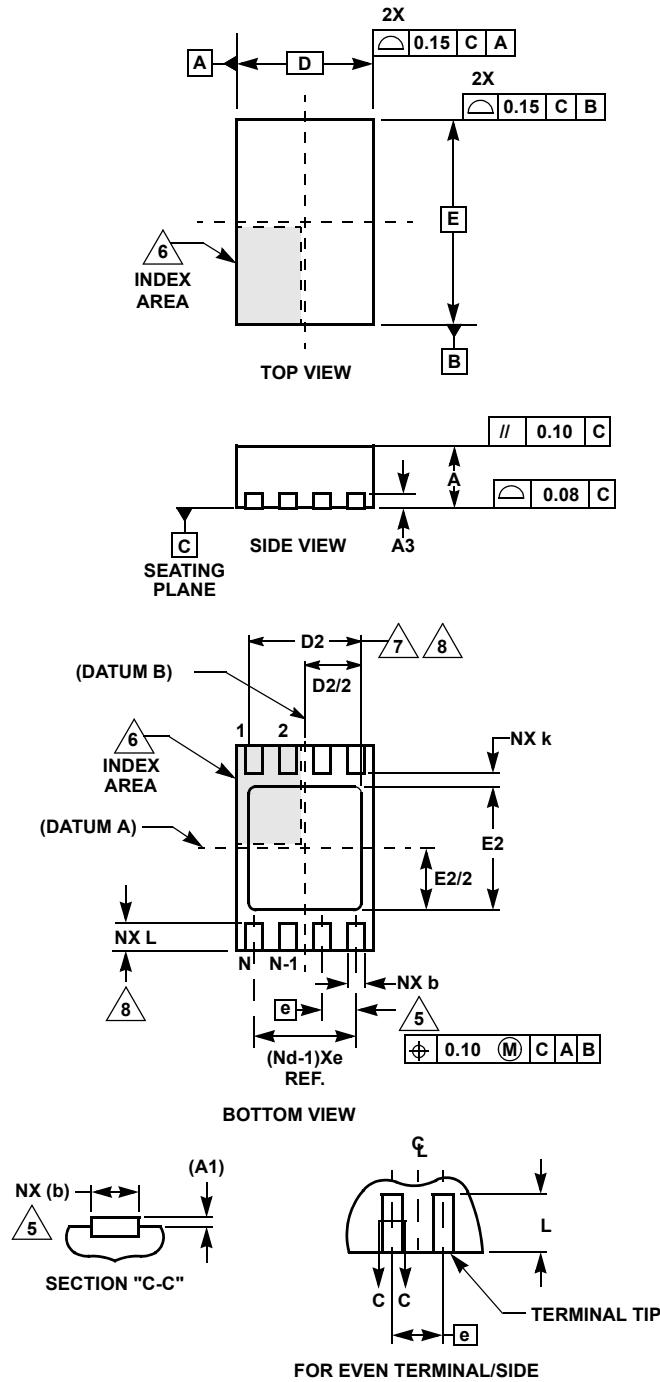 2X
⌓ 0.15 C A
A D
2X
⌓ 0.15 C B
E
6
INDEX
AREA
B
TOP VIEW
// 0.10 C
A
⌓ 0.08 C
C
SIDE VIEW
A3
SEATING
PLANE
D2
7 8
(DATUM B)
D2/2
1 2
6
INDEX
AREA
NX k
(DATUM A)
E2
E2/2
NX L
N N-1
NX b
8
e
5
(Nd-1)Xe
REF.
⌖ 0.10 Ⓜ C A B
BOTTOM VIEW
(A1)
NX (b)
5
SECTION "C-C"
℄
L
C C
TERMINAL TIP
e
FOR EVEN TERMINAL/SIDE